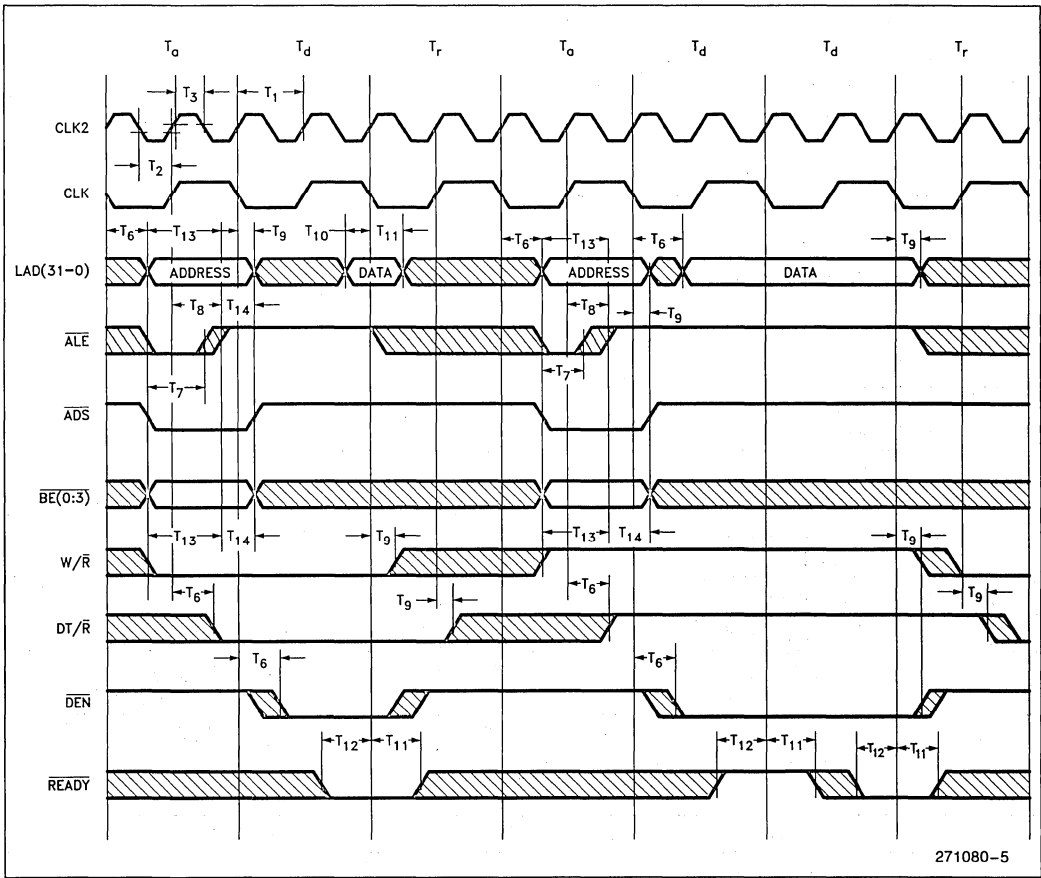 Ta Td Tr Ta Td Td Tr
T3 T1
CLK2
T2
CLK
T6 T13 T9 T10 T11 T6 T13 T6 T9
LAD(31-0) ADDRESS DATA ADDRESS DATA
T8 T14 T8 T9
ALE
T7 T7
ADS
BE(0:3)
T13 T14 T9 T13 T14 T9
W/R
T6 T9 T6 T9
DT/R
T6 T6
DEN
T12 T11 T12 T11 T12 T11
READY
271080-5